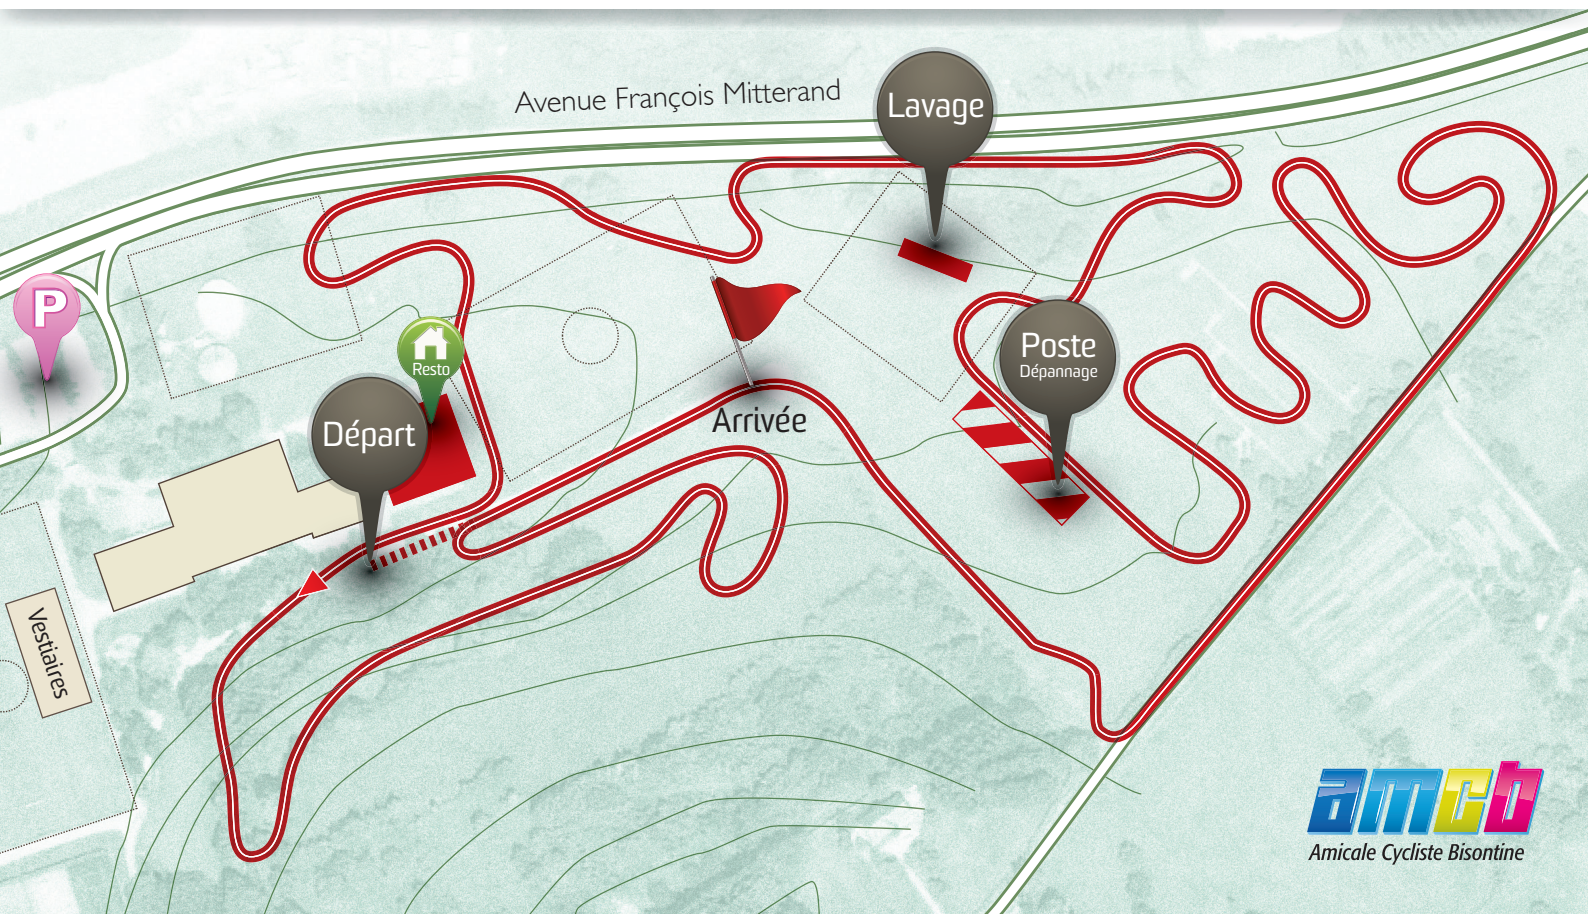 Avenue François Mitterand
Lavage
P
Resto
Poste
Dépannage
Départ
Arrivée
Vestiaires
amcb
Amicale Cycliste Bisontine